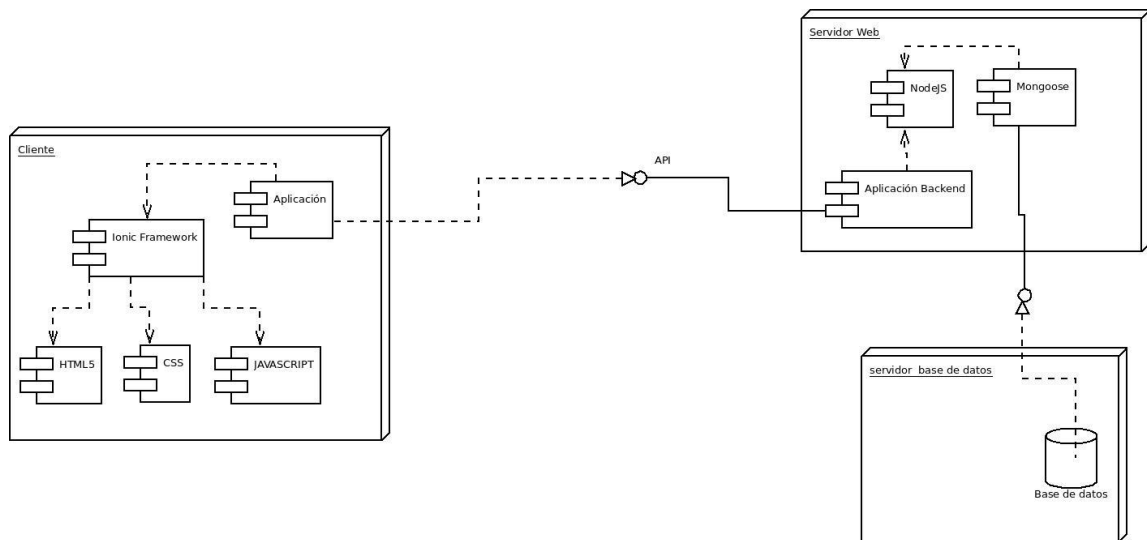 Servidor Web
NodeJS
Mongoose
Cliente
API
Aplicación
Aplicación Backend
Ionic Framework
HTML5
CSS
JAVASCRIPT
servidor base de datos
Base de datos